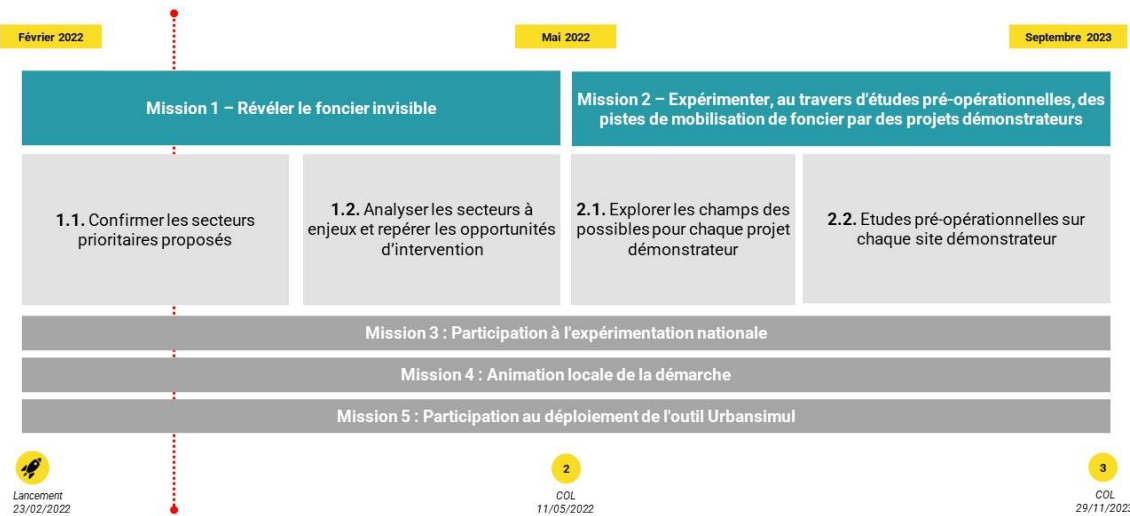 Février 2022
Mai 2022
Septembre 2023
Mission 1 – Révéler le foncier invisible
Mission 2 – Expérimenter, au travers d'études pré-opérationnelles, des
pistes de mobilisation de foncier par des projets démonstrateurs
1.1. Confirmer les secteurs
prioritaires proposés
1.2. Analyser les secteurs à
enjeux et repérer les opportunités
d'intervention
2.1. Explorer les champs des
possibles pour chaque projet
démonstrateur
2.2. Etudes pré-opérationnelles sur
chaque site démonstrateur
Mission 3 : Participation à l'expérimentation nationale
Mission 4 : Animation locale de la démarche
Mission 5 : Participation au déploiement de l'outil Urbansimul
Lancement
23/02/2022
2
COL
11/05/2022
3
COL
29/11/2023